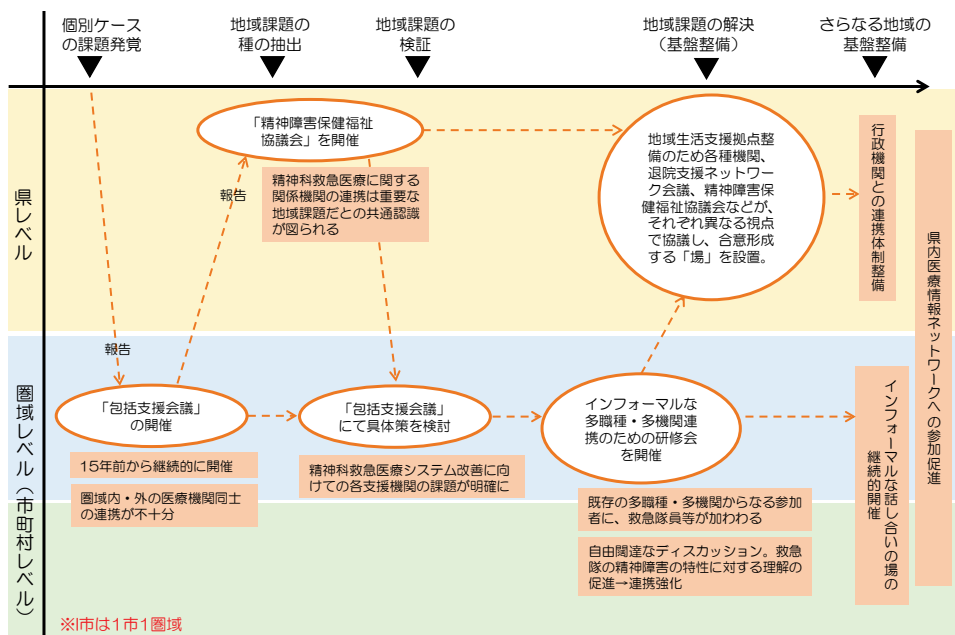 個別ケース
の課題発覚
地域課題の
種の抽出
地域課題の
検証
地域課題の解決
（基盤整備）
さらなる地域の
基盤整備
県レベル
「精神障害保健福祉
協議会」を開催
精神科救急医療に関する
関係機関の連携は重要な
地域課題だとの共通認識
が図られる
報告
地域生活支援拠点整
備のため各種機関、
退院支援ネットワー
ク会議、精神障害保
健福祉協議会などが、
それぞれ異なる視点
で協議し、合意形成
する「場」を設置。
行政機関との連携体制整備
県内医療情報ネットワークへの参加促進
報告
圏域レベル（市町村レベル）
「包括支援会議」
の開催
15年前から継続的に開催
圏域内・外の医療機関同士
の連携が不十分
「包括支援会議」
にて具体策を検討
精神科救急医療システム改善に向
けての各支援機関の課題が明確に
インフォーマルな
多職種・多機関連
携のための研修会
を開催
既存の多職種・多機関からなる参加
者に、救急隊員等が加わわる
自由闊達なディスカッション。救急
隊の精神障害の特性に対する理解の
促進→連携強化
インフォーマルな話し合いの場の
継続的開催
※I市は1市1圏域